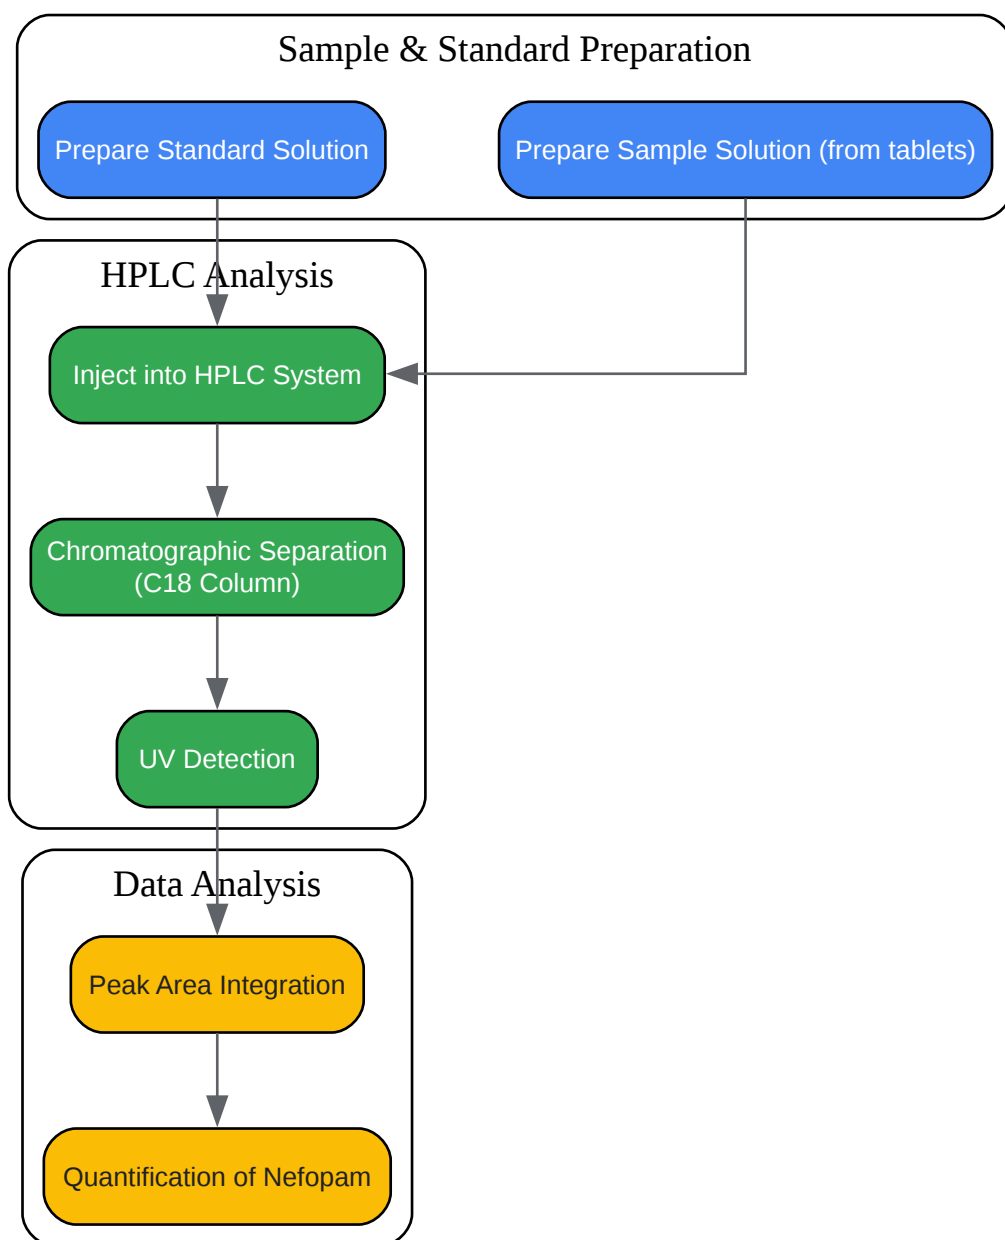 Sample & Standard Preparation
Prepare Standard Solution
Prepare Sample Solution (from tablets)
HPLC Analysis
Inject into HPLC System
Chromatographic Separation
(C18 Column)
UV Detection
Data Analysis
Peak Area Integration
Quantification of Nefopam